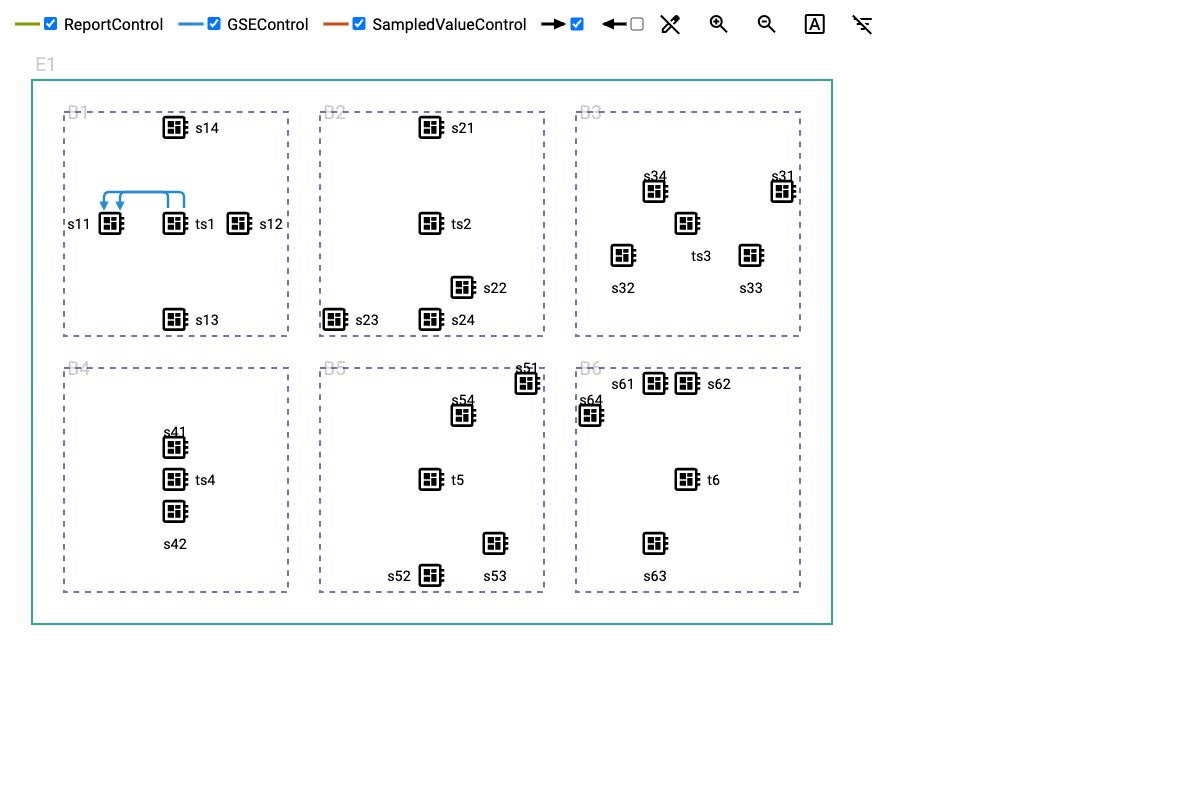 ReportControl GSEControl SampledValueControl A
E1
B1 B2 B3
s14 s21
s34 s31
s11 ts1 s12 ts2 ts3
s22 s32 s33
s13 s23 s24
B4 B5 B6
s51 s61 s62
s54 s64
s41
ts4 t5 t6
s42
s52 s53 s63